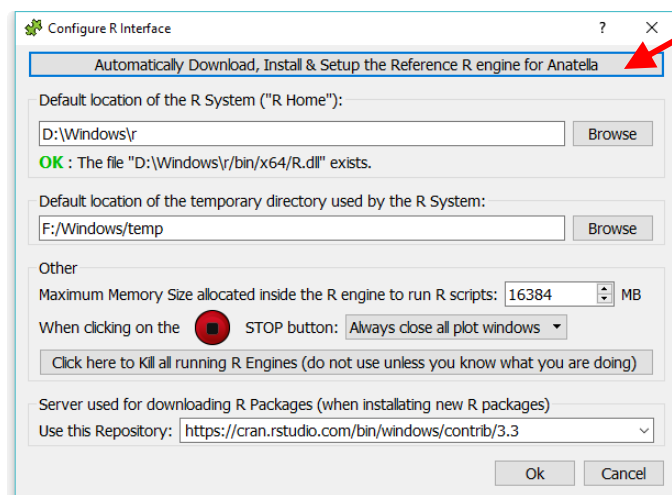 Configure R Interface
Automatically Download, Install & Setup the Reference R engine for Anatella
Default location of the R System ("R Home"):
D:\Windows\r
Browse
OK : The file "D:\Windows\r/bin/x64/R.dll" exists.
Default location of the temporary directory used by the R System:
F:/Windows/temp
Browse
Other
Maximum Memory Size allocated inside the R engine to run R scripts: 16384 MB
When clicking on the STOP button: Always close all plot windows
Click here to Kill all running R Engines (do not use unless you know what you are doing)
Server used for downloading R Packages (when installating new R packages)
Use this Repository: https://cran.rstudio.com/bin/windows/contrib/3.3
Ok Cancel